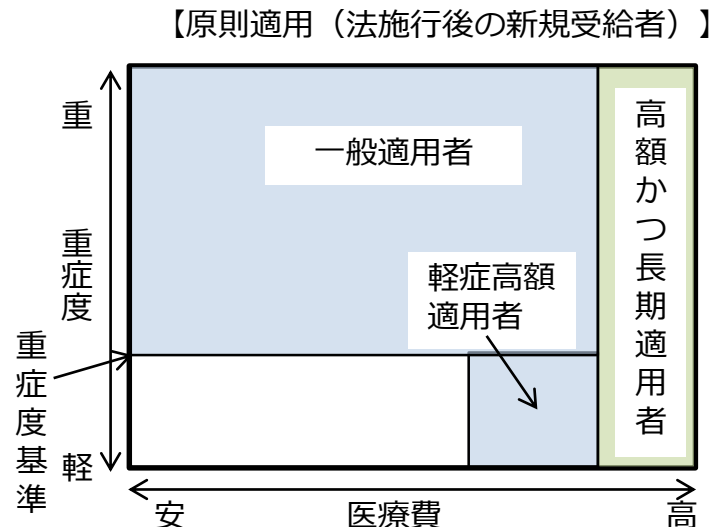 【原則適用（法施行後の新規受給者）】
重
重症度
重症度基準
軽
一般適用者
軽症高額
適用者
高額かつ長期適用者
安
医療費
高